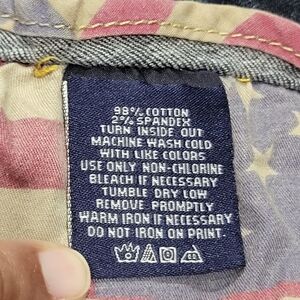 98% COTTON
2% SPANDEX
TURN INSIDE OUT
MACHINE WASH COLD
WITH LIKE COLORS
USE ONLY NON-CHLORINE
BLEACH IF NECESSARY
TUMBLE DRY LOW
REMOVE PROMPTLY
WARM IRON IF NECESSARY
DO NOT IRON ON PRINT.